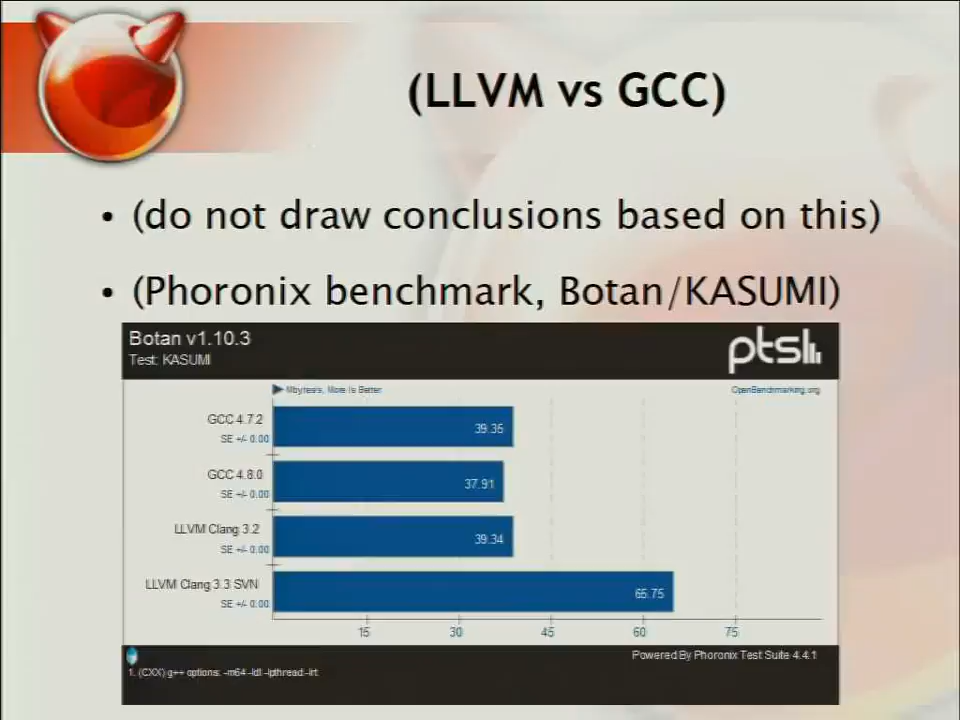 (LLVM vs GCC)
• (do not draw conclusions based on this)
• (Phoronix benchmark, Botan/KASUMI)
Botan v1.10.3
Test: KASUMI
ptsl
Mbytes/s, More Is Better
OpenBenchmarking.org
GCC 4.7.2
SE +/- 0.00
39.35
GCC 4.8.0
SE +/- 0.00
37.91
LLVM Clang 3.2
SE +/- 0.00
39.34
LLVM Clang 3.3 SVN
SE +/- 0.00
65.75
15 30 45 60 75
Powered By Phoronix Test Suite 4.4.1
1. (CXX) g++ options: -m64 -ldl -lpthread -lrt